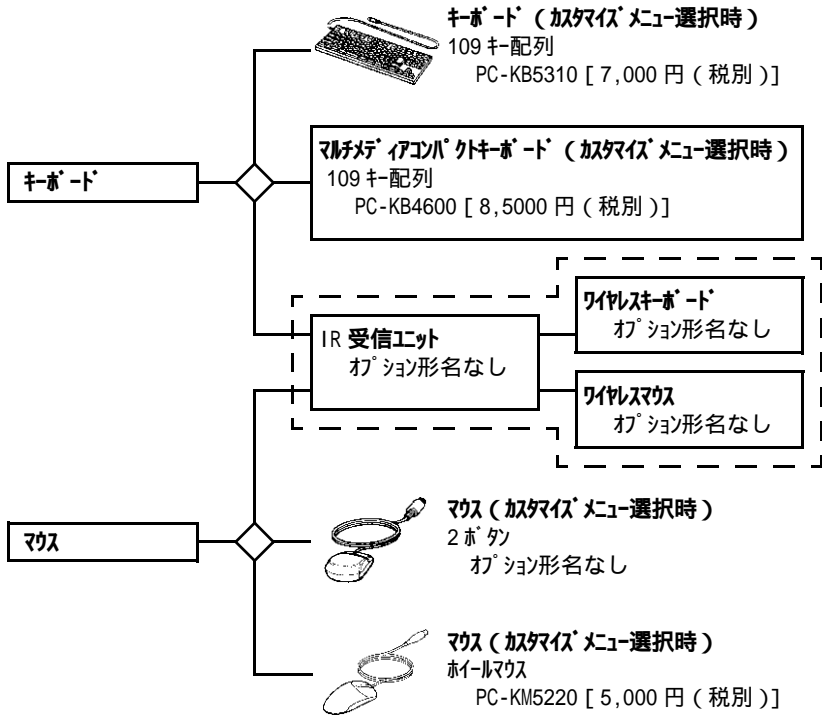 ｷｰﾎﾞｰﾄﾞ（ｶｽﾀﾏｲｽﾞﾒﾆｭｰ選択時）
109ｷｰ配列
PC-KB5310[7,000円（税別）]
ﾏﾙﾁﾒﾃﾞｨｱｺﾝﾊﾟｸﾄｷｰﾎﾞｰﾄﾞ（ｶｽﾀﾏｲｽﾞﾒﾆｭｰ選択時）
109ｷｰ配列
PC-KB4600[8,5000円（税別）]
ｷｰﾎﾞｰﾄﾞ
ﾜｲﾔﾚｽｷｰﾎﾞｰﾄﾞ
ｵﾌﾟｼｮﾝ形名なし
IR受信ﾕﾆｯﾄ
ｵﾌﾟｼｮﾝ形名なし
ﾜｲﾔﾚｽﾏｳｽ
ｵﾌﾟｼｮﾝ形名なし
ﾏｳｽ（ｶｽﾀﾏｲｽﾞﾒﾆｭｰ選択時）
2ﾎﾞﾀﾝ
ｵﾌﾟｼｮﾝ形名なし
ﾏｳｽ
ﾏｳｽ（ｶｽﾀﾏｲｽﾞﾒﾆｭｰ選択時）
ﾎｲｰﾙﾏｳｽ
PC-KM5220[5,000円（税別）]